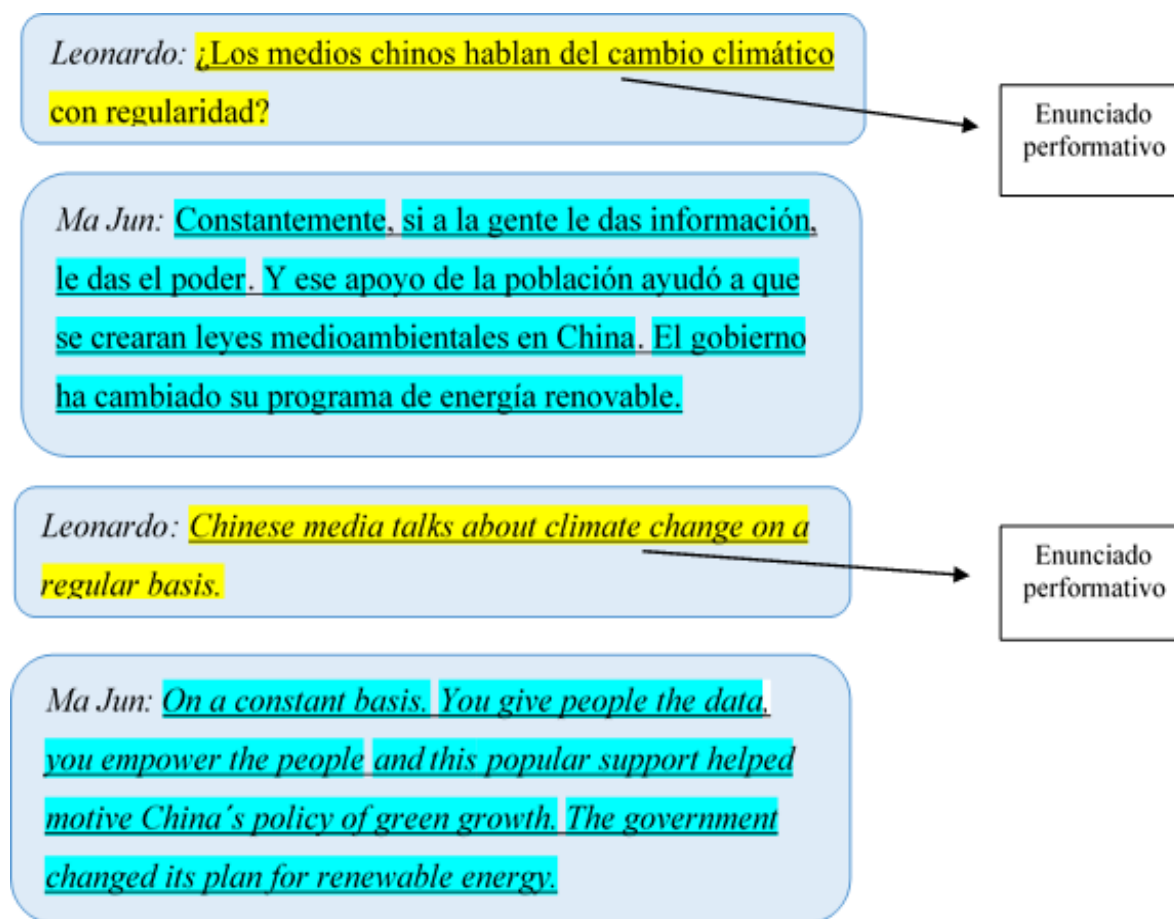 Leonardo: ¿Los medios chinos hablan del cambio climático
con regularidad?
Enunciado
performativo
Ma Jun: Constantemente, si a la gente le das información,
le das el poder. Y ese apoyo de la población ayudó a que
se crearan leyes medioambientales en China. El gobierno
ha cambiado su programa de energía renovable.
Leonardo: Chinese media talks about climate change on a
regular basis.
Enunciado
performativo
Ma Jun: On a constant basis. You give people the data,
you empower the people and this popular support helped
motive China´s policy of green growth. The government
changed its plan for renewable energy.